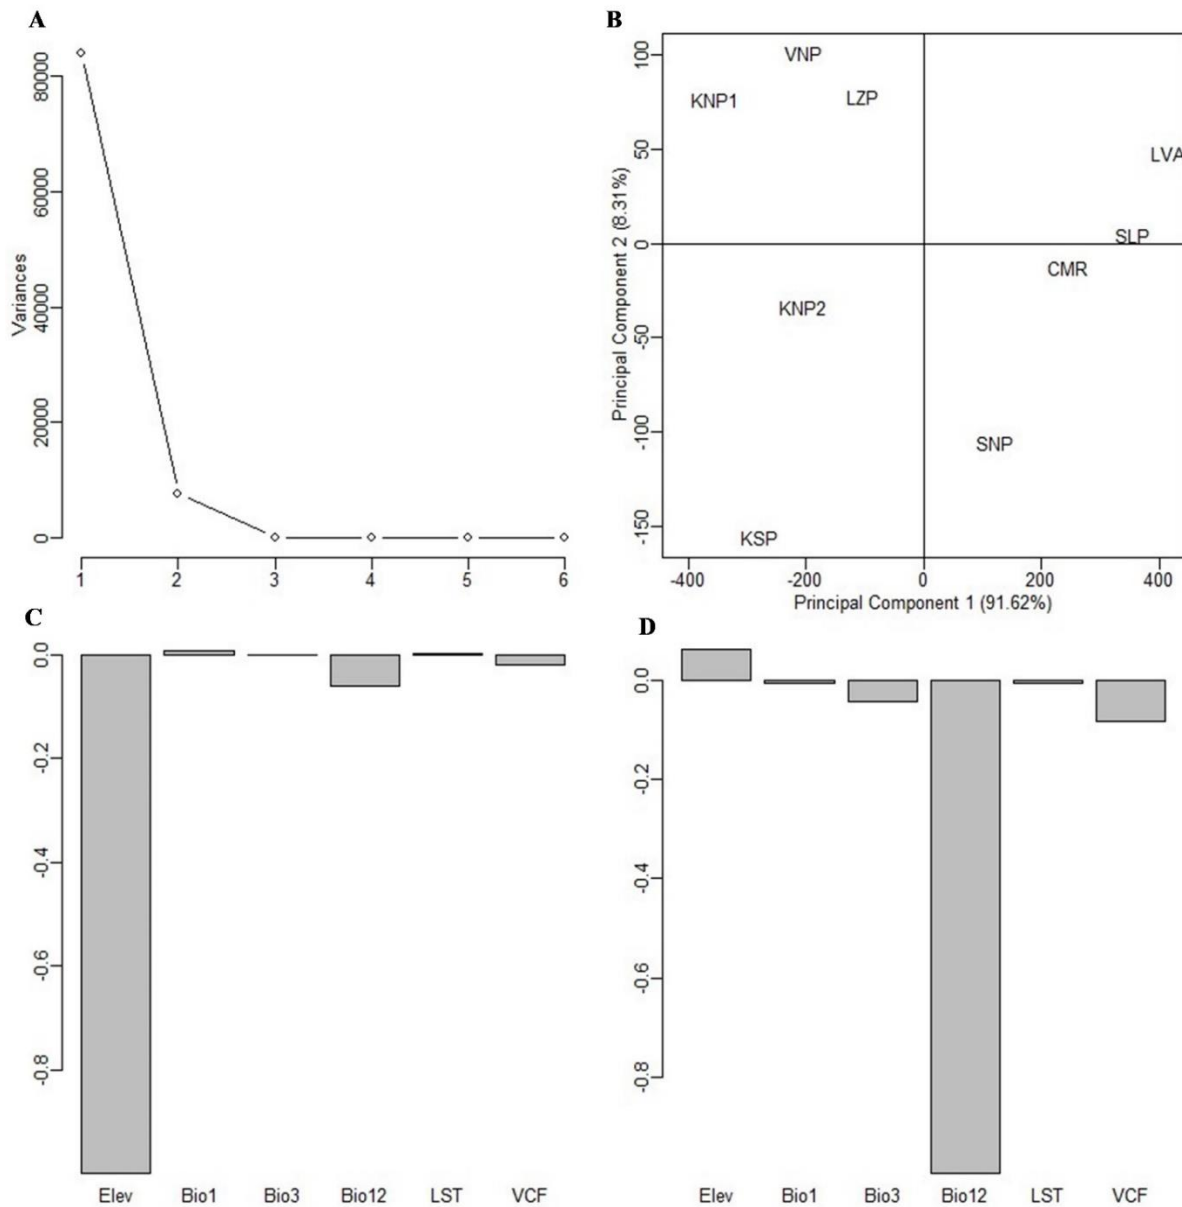 A
Variances
80000
60000
40000
20000
0
1 2 3 4 5 6
B
Principal Component 2 (8.31%)
100
50
0
-50
-100
-150
VNP
KNP1
LZP
LVA
SLP
CMR
KNP2
SNP
KSP
-400 -200 0 200 400
Principal Component 1 (91.62%)
C
0.0
-0.2
-0.4
-0.6
-0.8
Elev Bio1 Bio3 Bio12 LST VCF
D
0.0
-0.2
-0.4
-0.6
-0.8
Elev Bio1 Bio3 Bio12 LST VCF